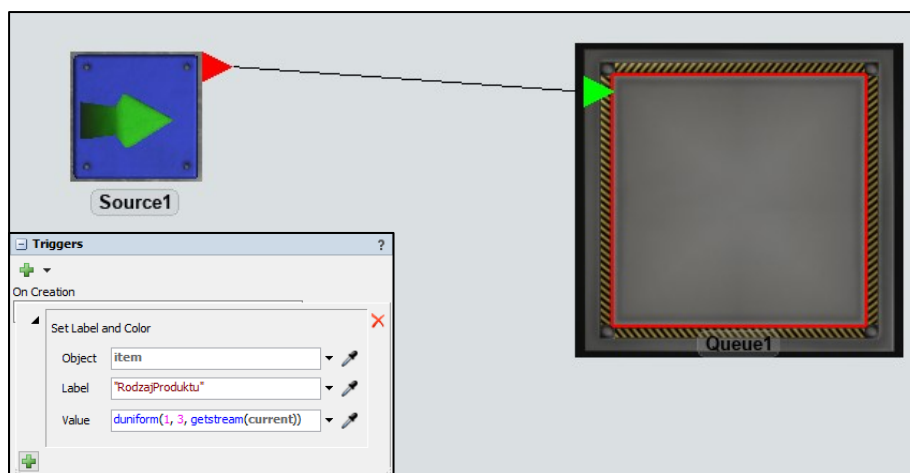 Source1
Queue1
Triggers ?
On Creation
Set Label and Color
Object item
Label "RodzajProduktu"
Value duniform(1, 3, getstream(current))